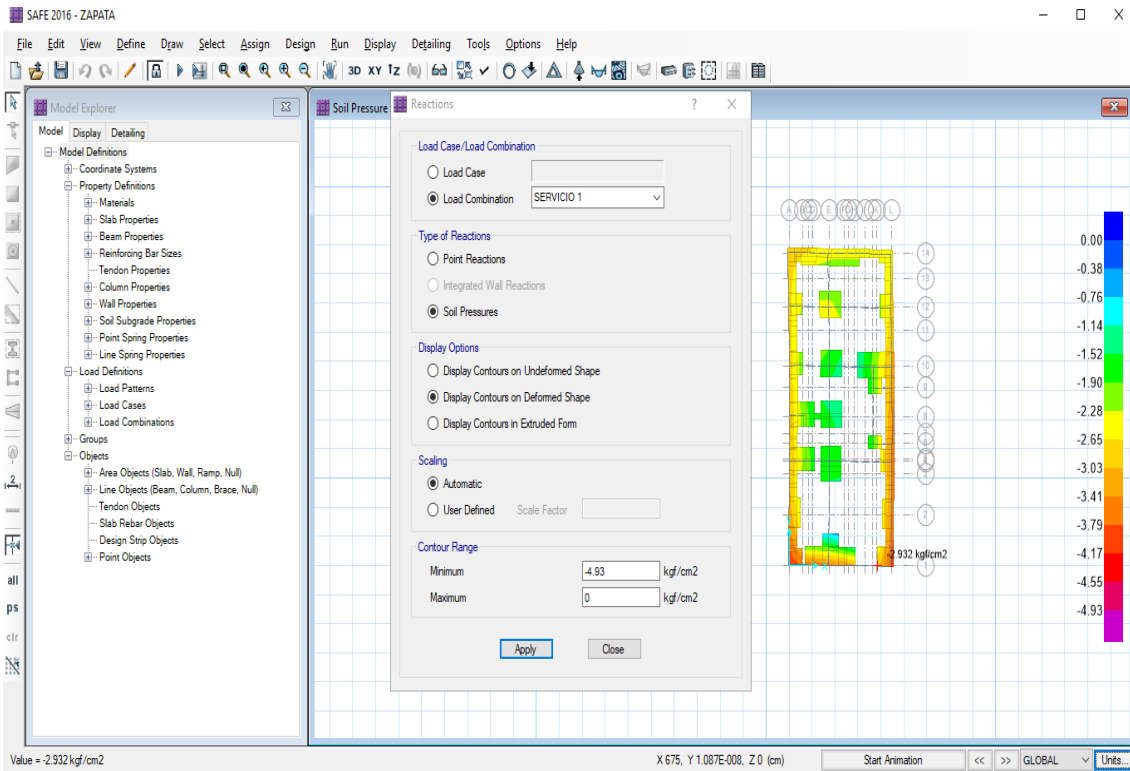 SAFE 2016 - ZAPATA
File Edit View Define Draw Select Assign Design Run Display Detailing Tools Options Help
3D XY
Model Explorer
Model Display Detailing
Model Definitions
Coordinate Systems
Property Definitions
Materials
Slab Properties
Beam Properties
Reinforcing Bar Sizes
Tendon Properties
Column Properties
Wall Properties
Soil Subgrade Properties
Point Spring Properties
Line Spring Properties
Load Definitions
Load Patterns
Load Cases
Load Combinations
Groups
Objects
Area Objects (Slab, Wall, Ramp, Null)
Line Objects (Beam, Column, Brace, Null)
Tendon Objects
Slab Rebar Objects
Design Strip Objects
Point Objects
all
ps
clr
Soil Pressure
Reactions
? X
Load Case/Load Combination
Load Case
Load Combination SERVICIO 1
Type of Reactions
Point Reactions
Integrated Wall Reactions
Soil Pressures
Display Options
Display Contours on Undeformed Shape
Display Contours on Deformed Shape
Display Contours in Extruded Form
Scaling
Automatic
User Defined Scale Factor
Contour Range
Minimum -4.93 kgf/cm2
Maximum 0 kgf/cm2
Apply Close
A E L
14
13
12
11
10
9
2
1
-2.932 kgf/cm2
0.00
-0.38
-0.76
-1.14
-1.52
-1.90
-2.28
-2.65
-3.03
-3.41
-3.79
-4.17
-4.55
-4.93
Value = -2.932 kgf/cm2
X 675, Y 1.087E-008, Z 0 (cm)
Start Animation << >> GLOBAL Units...